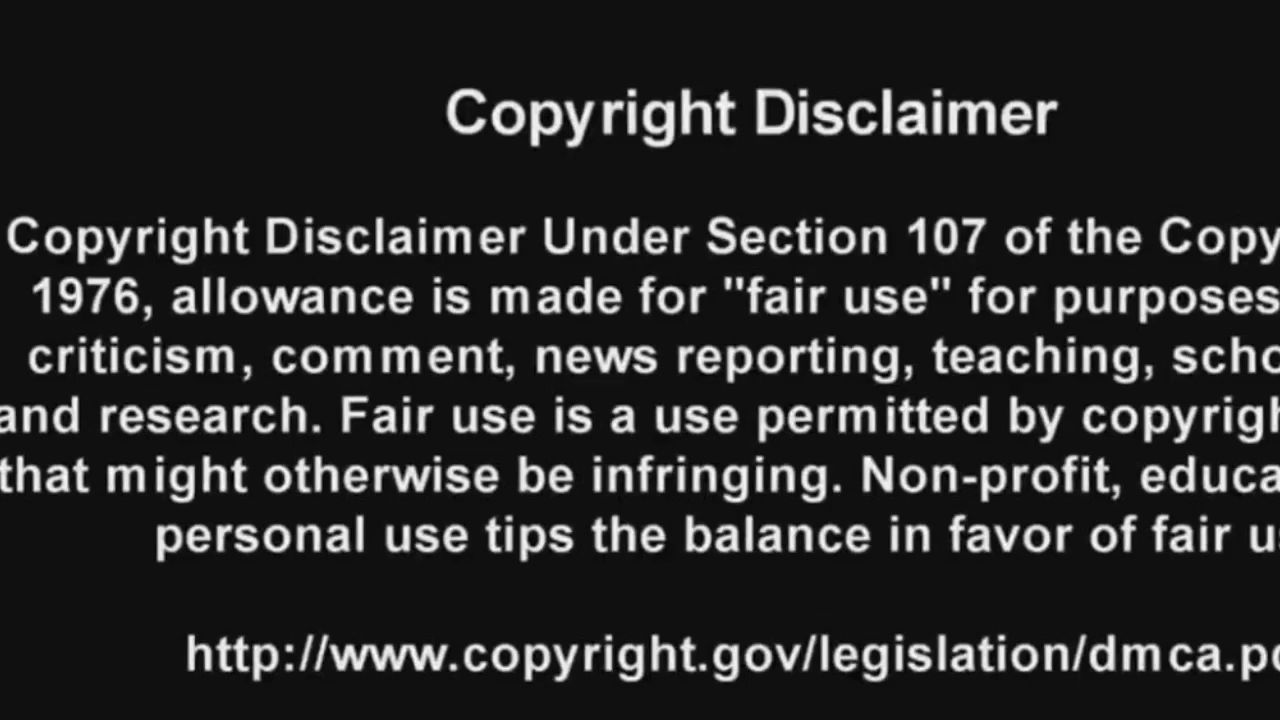 Copyright Disclaimer
Copyright Disclaimer Under Section 107 of the Copy
1976, allowance is made for "fair use" for purposes
criticism, comment, news reporting, teaching, scho
and research. Fair use is a use permitted by copyrigh
that might otherwise be infringing. Non-profit, educa
personal use tips the balance in favor of fair u
http://www.copyright.gov/legislation/dmca.pd